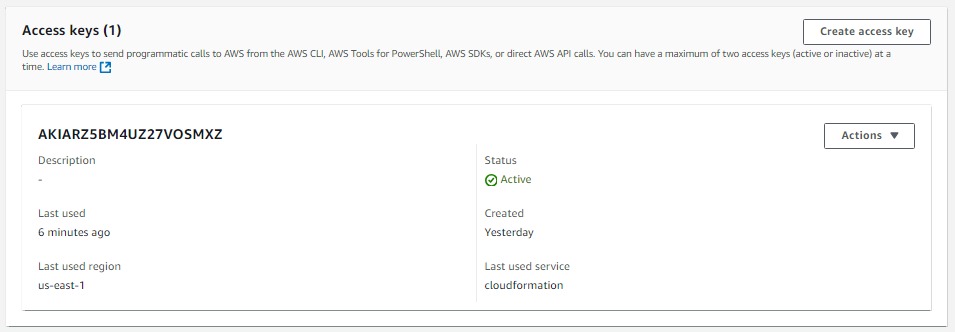 Access keys (1)
Create access key
Use access keys to send programmatic calls to AWS from the AWS CLI, AWS Tools for PowerShell, AWS SDKs, or direct AWS API calls. You can have a maximum of two access keys (active or inactive) at a
time. Learn more
AKIARZ5BM4UZ27VOSMXZ
Actions
Description
-
Status
Active
Last used
6 minutes ago
Created
Yesterday
Last used region
us-east-1
Last used service
cloudformation